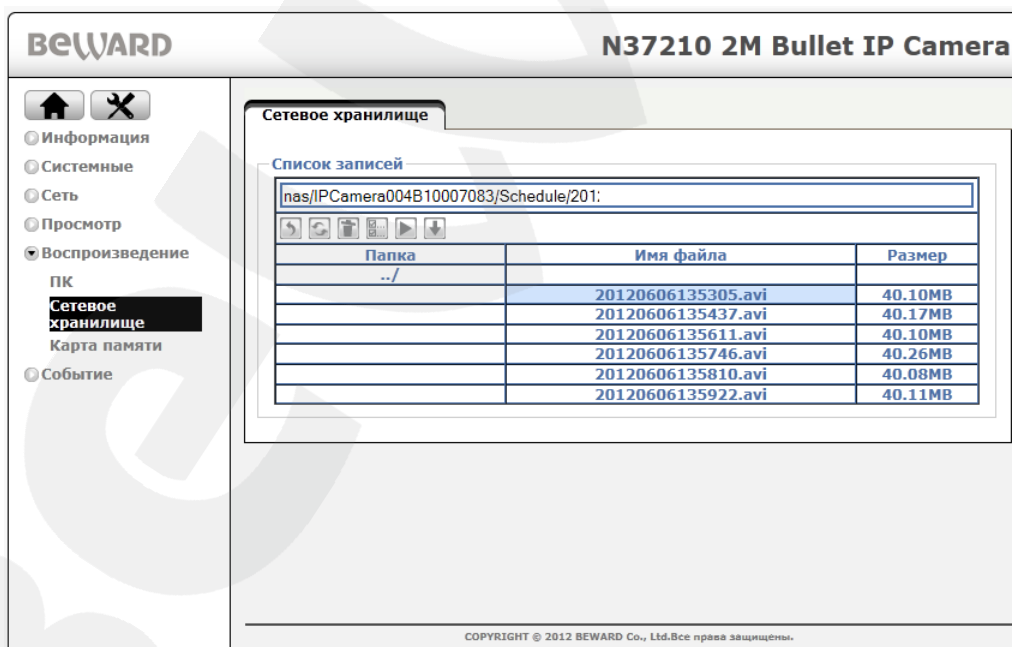 BEWARD
N37210 2M Bullet IP Camera
Информация
Системные
Сеть
Просмотр
Воспроизведение
ПК
Сетевое
хранилище
Карта памяти
Событие
Сетевое хранилище
Список записей
nas/IPCamera004B10007083/Schedule/201
Папка Имя файла Размер
../
20120606135305.avi 40.10MB
20120606135437.avi 40.17MB
20120606135611.avi 40.10MB
20120606135746.avi 40.26MB
20120606135810.avi 40.08MB
20120606135922.avi 40.11MB
COPYRIGHT © 2012 BEWARD Co., Ltd.Все права защищены.